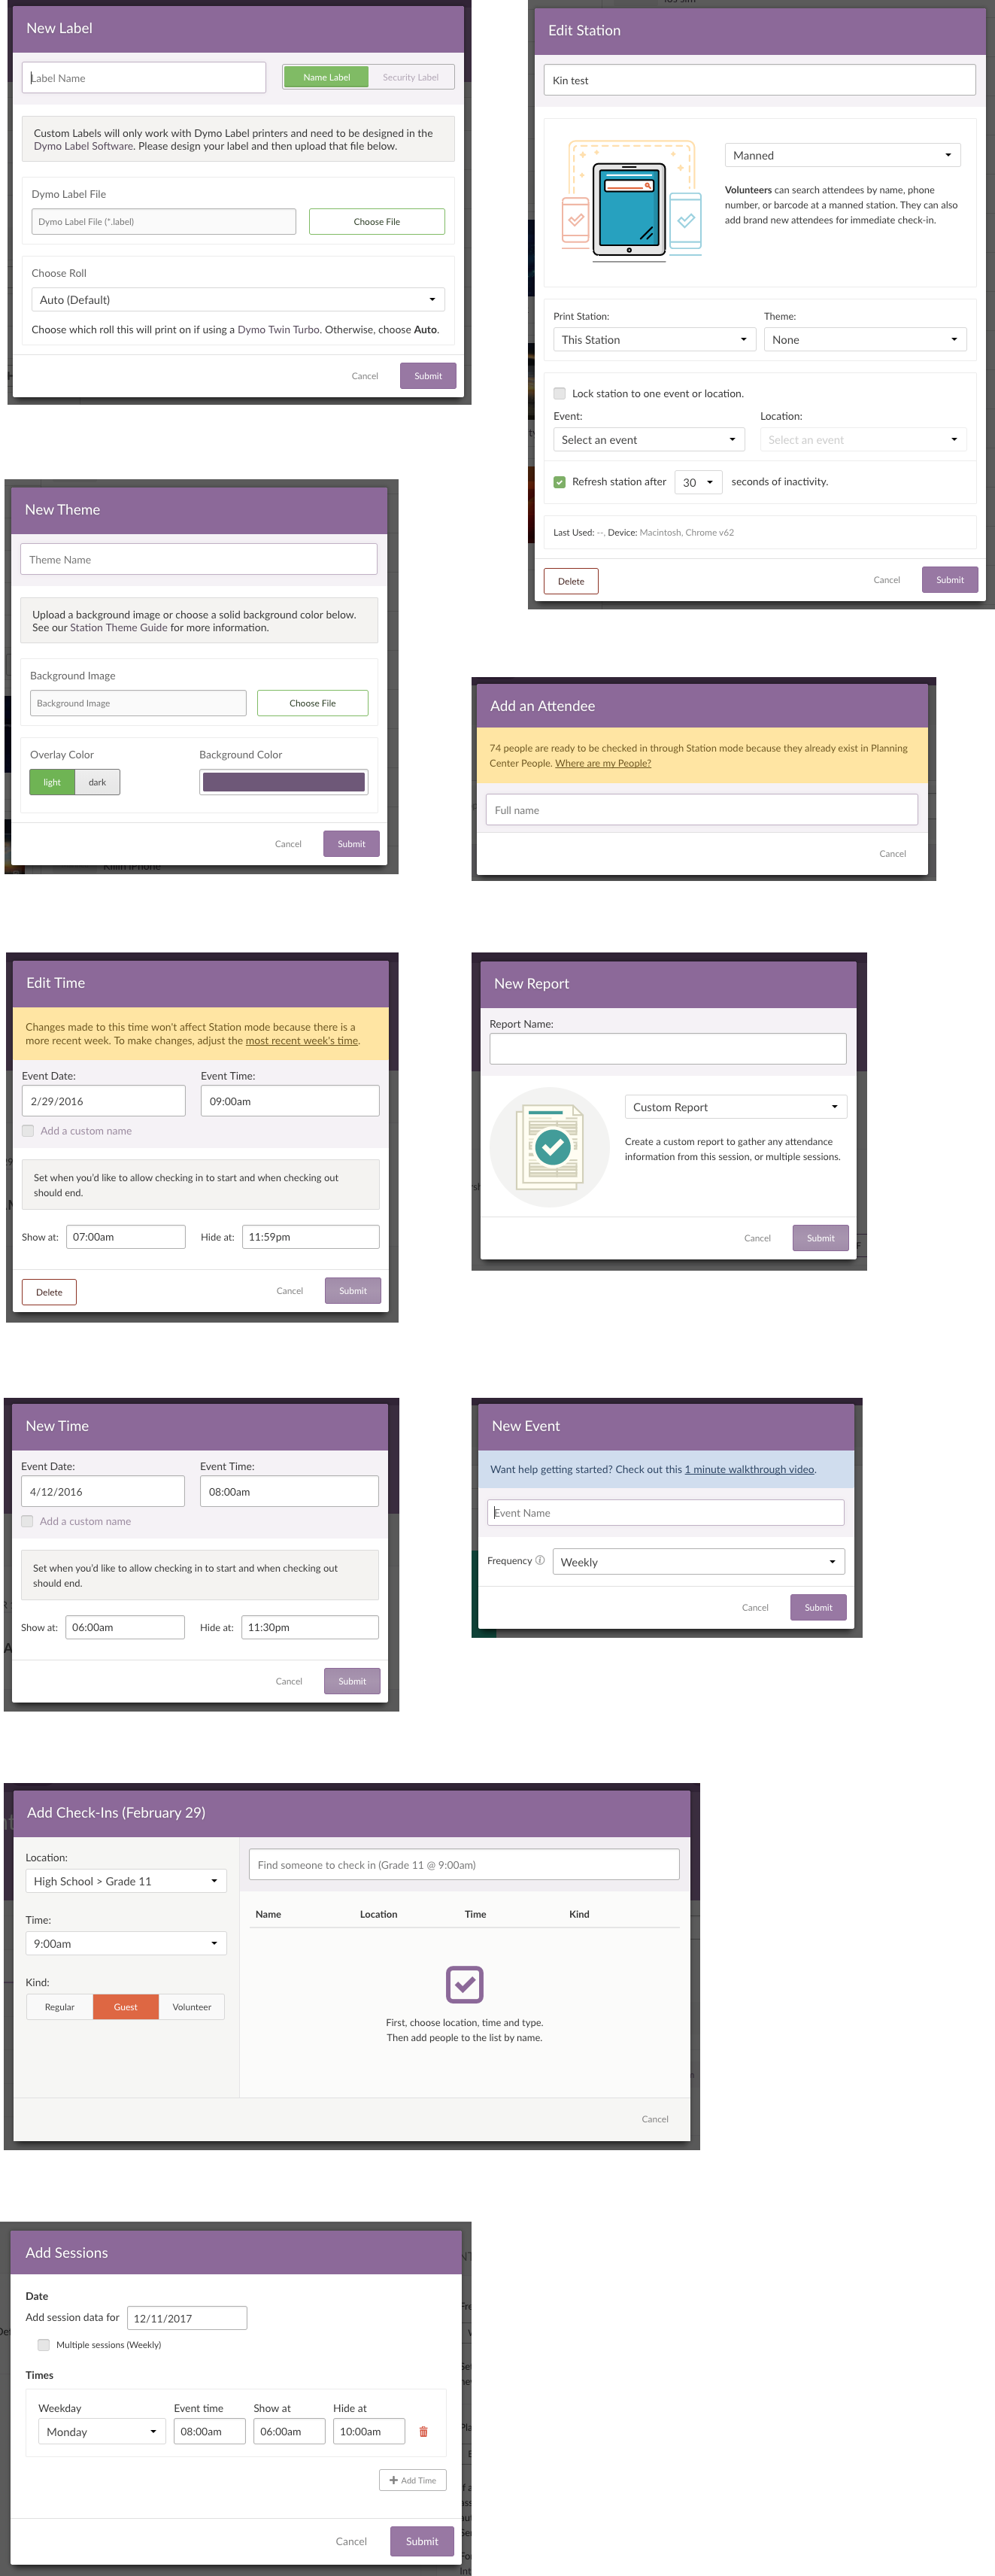 New Label
Label Name
Name Label
Security Label
Custom Labels will only work with Dymo Label printers and need to be designed in the
Dymo Label Software. Please design your label and then upload that file below.
Dymo Label File
Dymo Label File (*.label)
Choose File
Choose Roll
Auto (Default)
Choose which roll this will print on if using a Dymo Twin Turbo. Otherwise, choose Auto.
Cancel
Submit
Edit Station
Kin test
Manned
Volunteers can search attendees by name, phone
number, or barcode at a manned station. They can also
add brand new attendees for immediate check-in.
Print Station:
Theme:
This Station
None
Lock station to one event or location.
Event:
Location:
Select an event
Select an event
Refresh station after
30
seconds of inactivity.
Last Used: --, Device: Macintosh, Chrome v62
Delete
Cancel
Submit
New Theme
Theme Name
Upload a background image or choose a solid background color below.
See our Station Theme Guide for more information.
Background Image
Background Image
Choose File
Overlay Color
Background Color
light
dark
Cancel
Submit
Add an Attendee
74 people are ready to be checked in through Station mode because they already exist in Planning
Center People. Where are my People?
Full name
Cancel
Edit Time
Changes made to this time won't affect Station mode because there is a
more recent week. To make changes, adjust the most recent week's time.
Event Date:
Event Time:
2/29/2016
09:00am
Add a custom name
Set when you'd like to allow checking in to start and when checking out
should end.
Show at:
07:00am
Hide at:
11:59pm
Delete
Cancel
Submit
New Report
Report Name:
Custom Report
Create a custom report to gather any attendance
information from this session, or multiple sessions.
Cancel
Submit
New Time
Event Date:
Event Time:
4/12/2016
08:00am
Add a custom name
Set when you'd like to allow checking in to start and when checking out
should end.
Show at:
06:00am
Hide at:
11:30pm
Cancel
Submit
New Event
Want help getting started? Check out this 1 minute walkthrough video.
Event Name
Frequency
Weekly
Cancel
Submit
Add Check-Ins (February 29)
Location:
High School > Grade 11
Time:
9:00am
Kind:
Regular
Guest
Volunteer
Find someone to check in (Grade 11 @ 9:00am)
Name
Location
Time
Kind
First, choose location, time and type.
Then add people to the list by name.
Cancel
Add Sessions
Date
Add session data for
12/11/2017
Multiple sessions (Weekly)
Times
Weekday
Event time
Show at
Hide at
Monday
08:00am
06:00am
10:00am
Add Time
Cancel
Submit